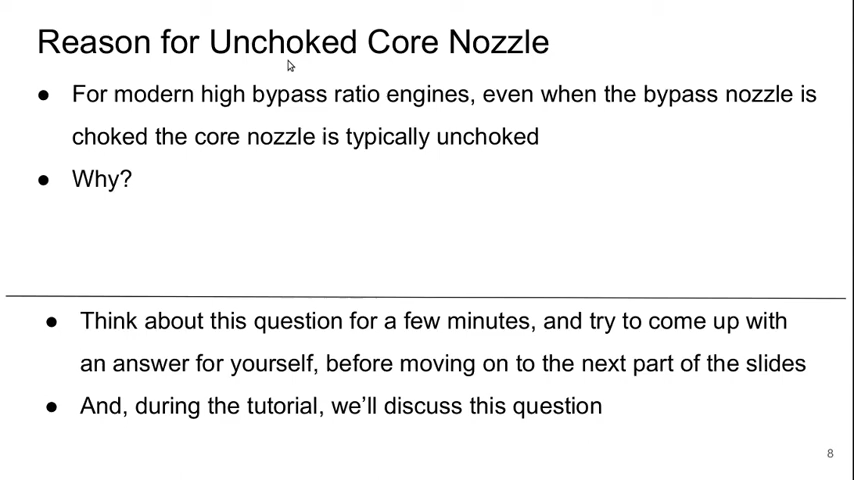 Reason for Unchoked Core Nozzle
● For modern high bypass ratio engines, even when the bypass nozzle is
choked the core nozzle is typically unchoked
● Why?
● Think about this question for a few minutes, and try to come up with
an answer for yourself, before moving on to the next part of the slides
● And, during the tutorial, we'll discuss this question
8